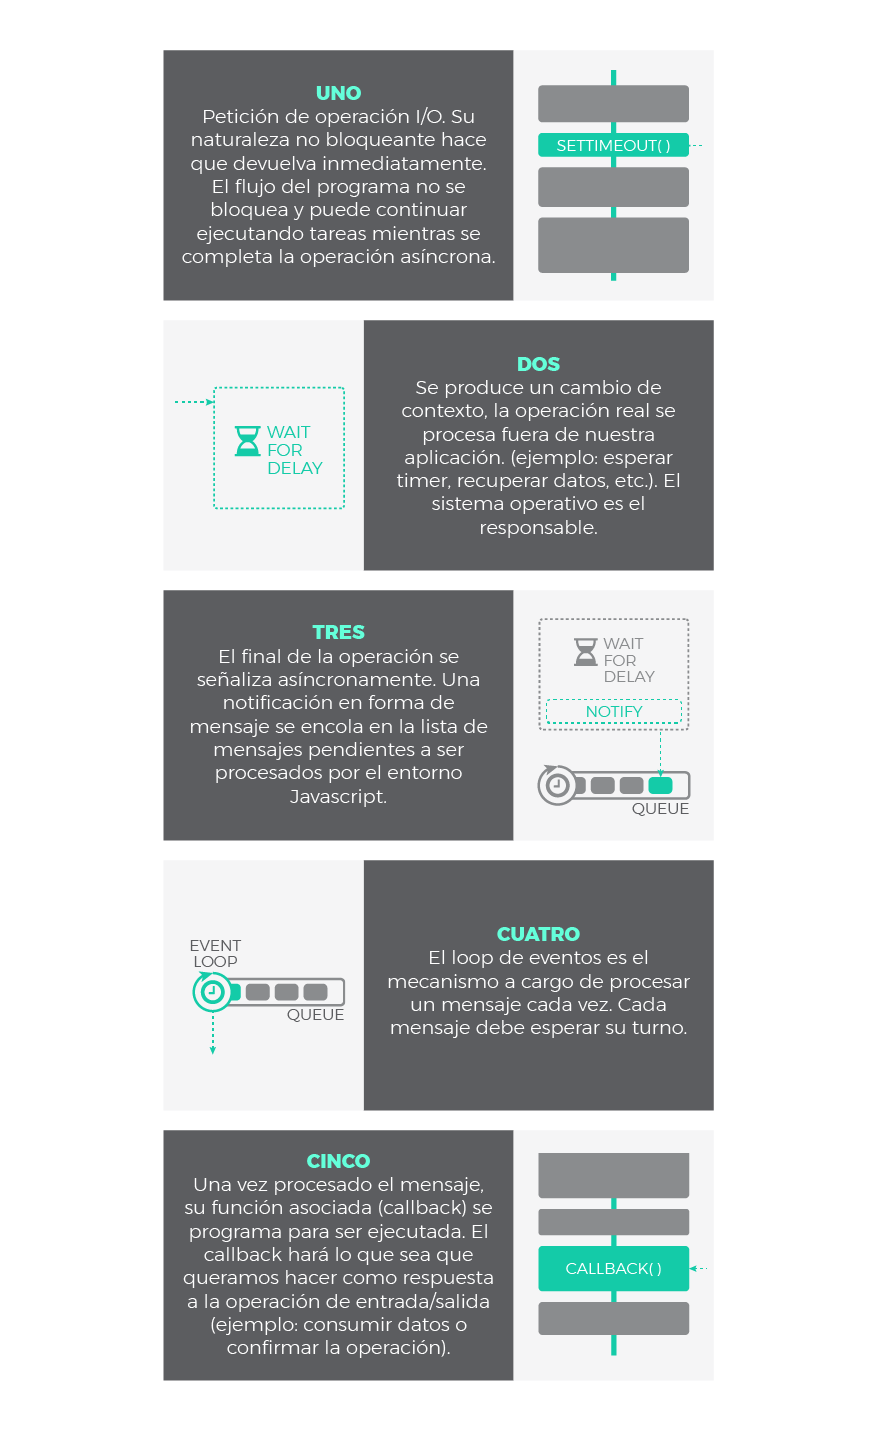 UNO
Petición de operación I/O. Su
naturaleza no bloqueante hace
que devuelva inmediatamente.
El flujo del programa no se
bloquea y puede continuar
ejecutando tareas mientras se
completa la operación asíncrona.
SETTIMEOUT( )
WAIT
FOR
DELAY
DOS
Se produce un cambio de
contexto, la operación real se
procesa fuera de nuestra
aplicación. (ejemplo: esperar
timer, recuperar datos, etc.). El
sistema operativo es el
responsable.
TRES
El final de la operación se
señaliza asíncronamente. Una
notificación en forma de
mensaje se encola en la lista de
mensajes pendientes a ser
procesados por el entorno
Javascript.
WAIT
FOR
DELAY
NOTIFY
QUEUE
EVENT
LOOP
QUEUE
CUATRO
El loop de eventos es el
mecanismo a cargo de procesar
un mensaje cada vez. Cada
mensaje debe esperar su turno.
CINCO
Una vez procesado el mensaje,
su función asociada (callback) se
programa para ser ejecutada. El
callback hará lo que sea que
queramos hacer como respuesta
a la operación de entrada/salida
(ejemplo: consumir datos o
confirmar la operación).
CALLBACK( )